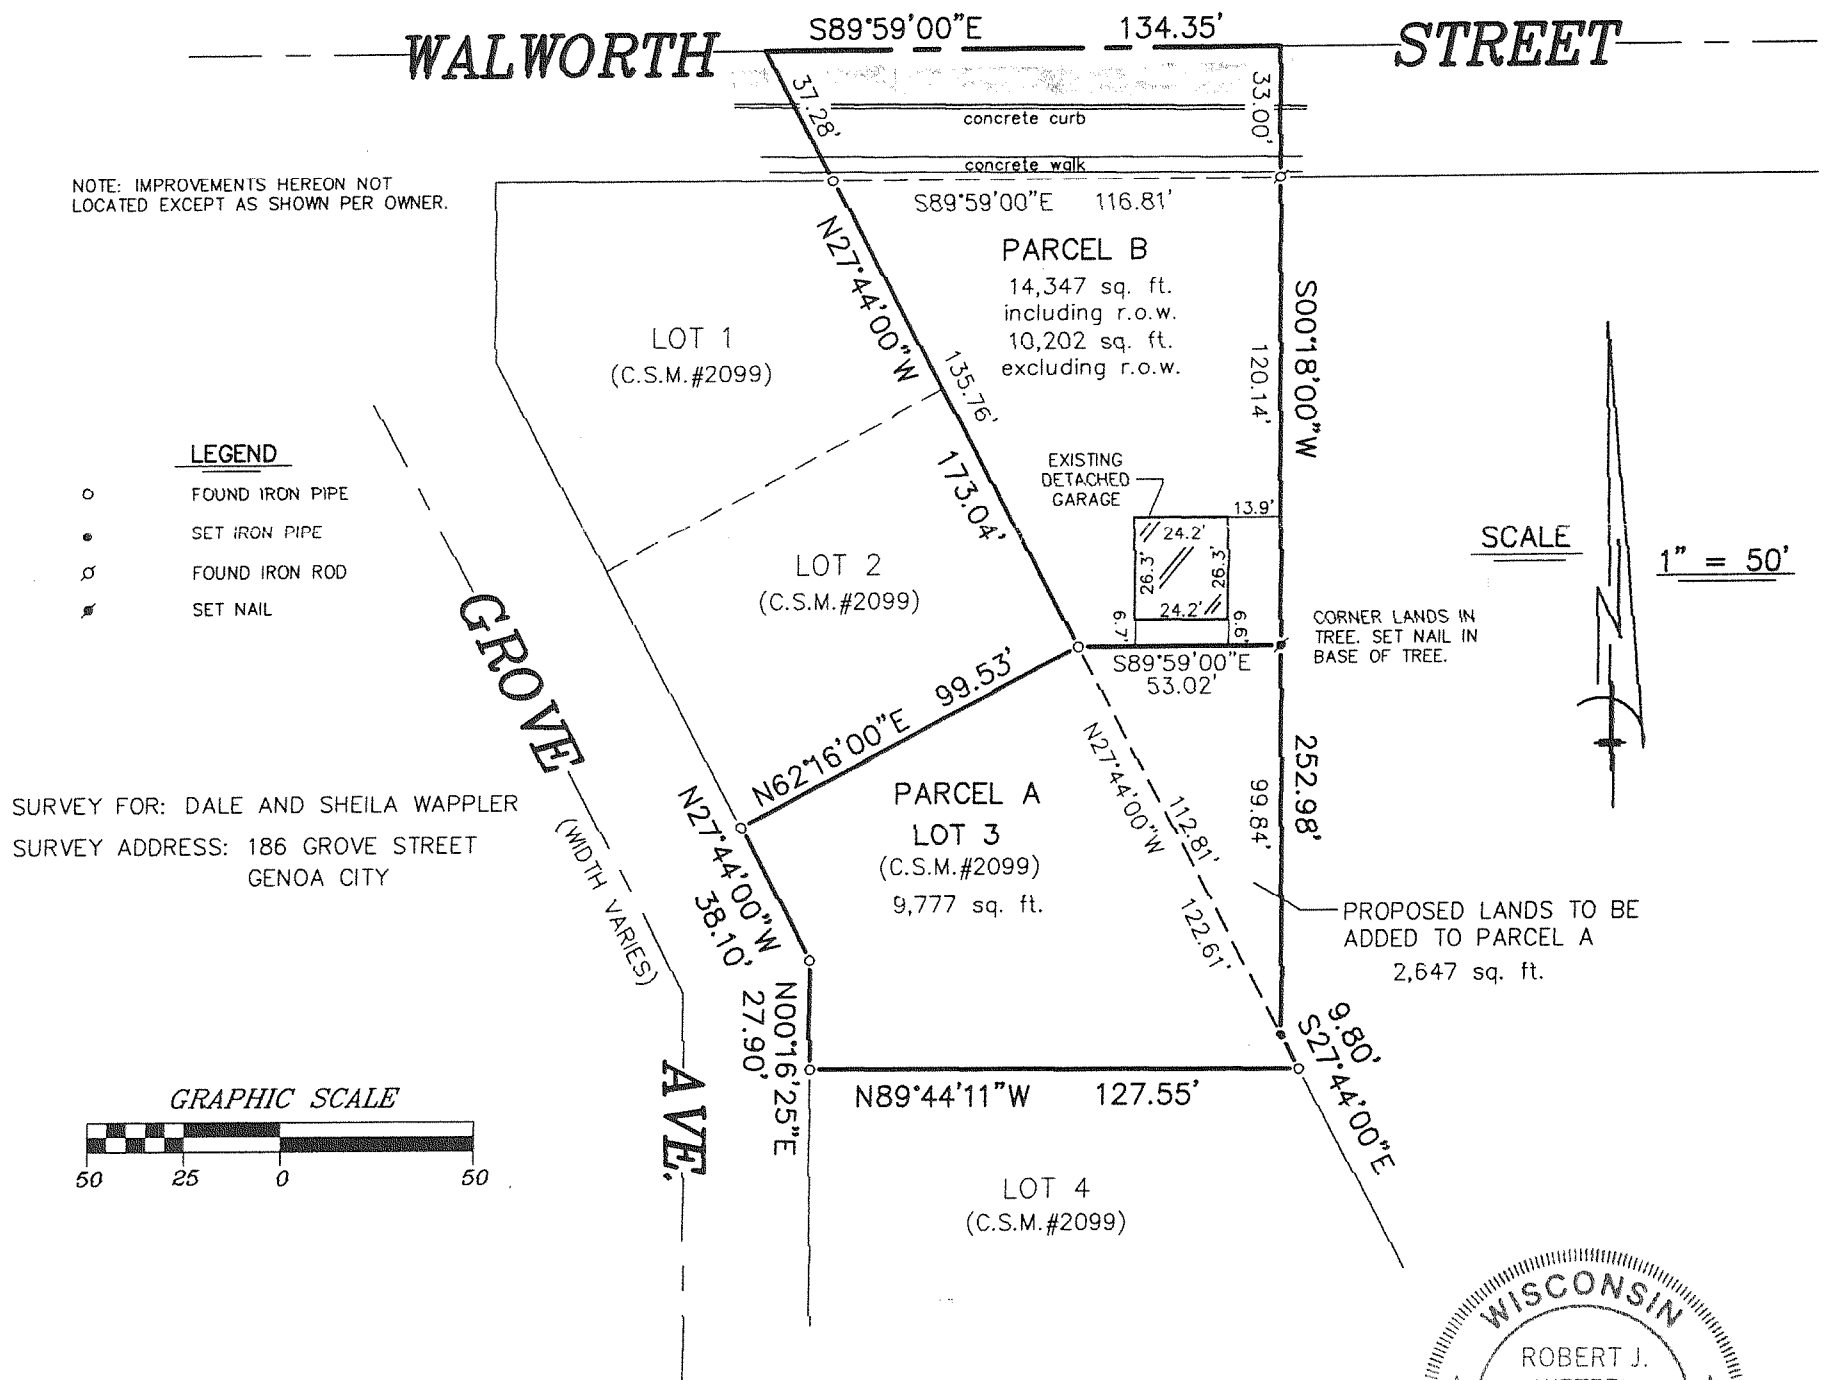 S89°59'00"E 134.35'
WALWORTH STREET
37.28'
33.00'
concrete curb
concrete walk
NOTE: IMPROVEMENTS HEREON NOT
LOCATED EXCEPT AS SHOWN PER OWNER.
S89°59'00"E 116.81'
PARCEL B
14,347 sq. ft.
including r.o.w.
10,202 sq. ft.
excluding r.o.w.
N27°44'00"W
173.04'
135.76'
S00°18'00"W
252.98'
120.14'
LOT 1
(C.S.M.#2099)
LEGEND
FOUND IRON PIPE
SET IRON PIPE
FOUND IRON ROD
SET NAIL
EXISTING
DETACHED
GARAGE
13.9'
24.2'
26.3'
26.3'
24.2'
6.7'
6.6'
SCALE
1" = 50'
N
LOT 2
(C.S.M.#2099)
CORNER LANDS IN
TREE. SET NAIL IN
BASE OF TREE.
S89°59'00"E
53.02'
GROVE AVE.
(WIDTH VARIES)
N62°16'00"E 99.53'
SURVEY FOR: DALE AND SHEILA WAPPLER
SURVEY ADDRESS: 186 GROVE STREET
GENOA CITY
N27°44'00"W
38.10'
PARCEL A
LOT 3
(C.S.M.#2099)
9,777 sq. ft.
N27°44'00"W
112.81'
122.61'
99.84'
PROPOSED LANDS TO BE
ADDED TO PARCEL A
2,647 sq. ft.
N00°16'25"E
27.90'
9.80'
S27°44'00"E
N89°44'11"W 127.55'
GRAPHIC SCALE
50 25 0 50
LOT 4
(C.S.M.#2099)
WISCONSIN
ROBERT J.